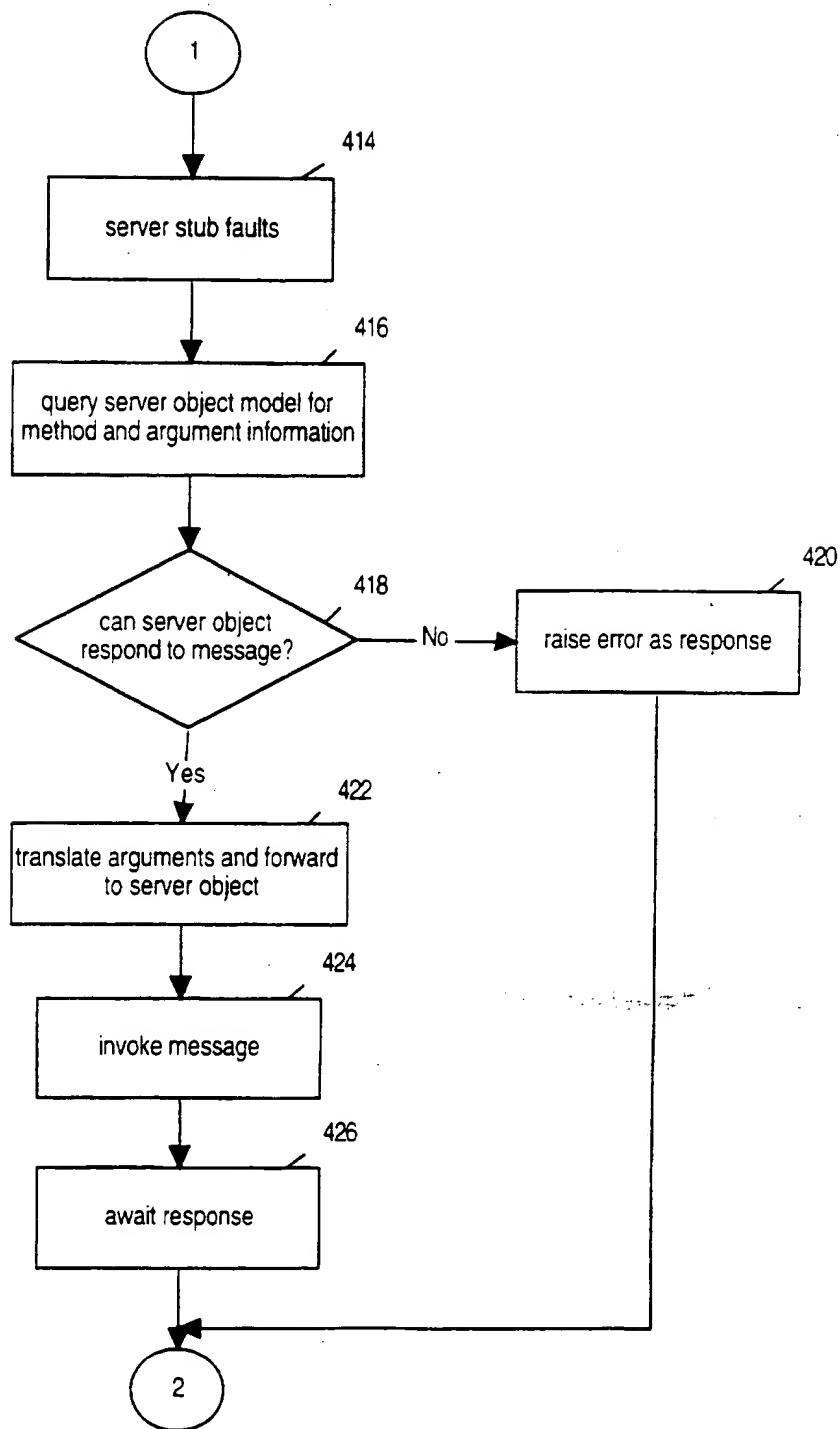 1
414
server stub faults
416
query server object model for
method and argument information
418
can server object
respond to message?
No
420
raise error as response
Yes
422
translate arguments and forward
to server object
424
invoke message
426
await response
2